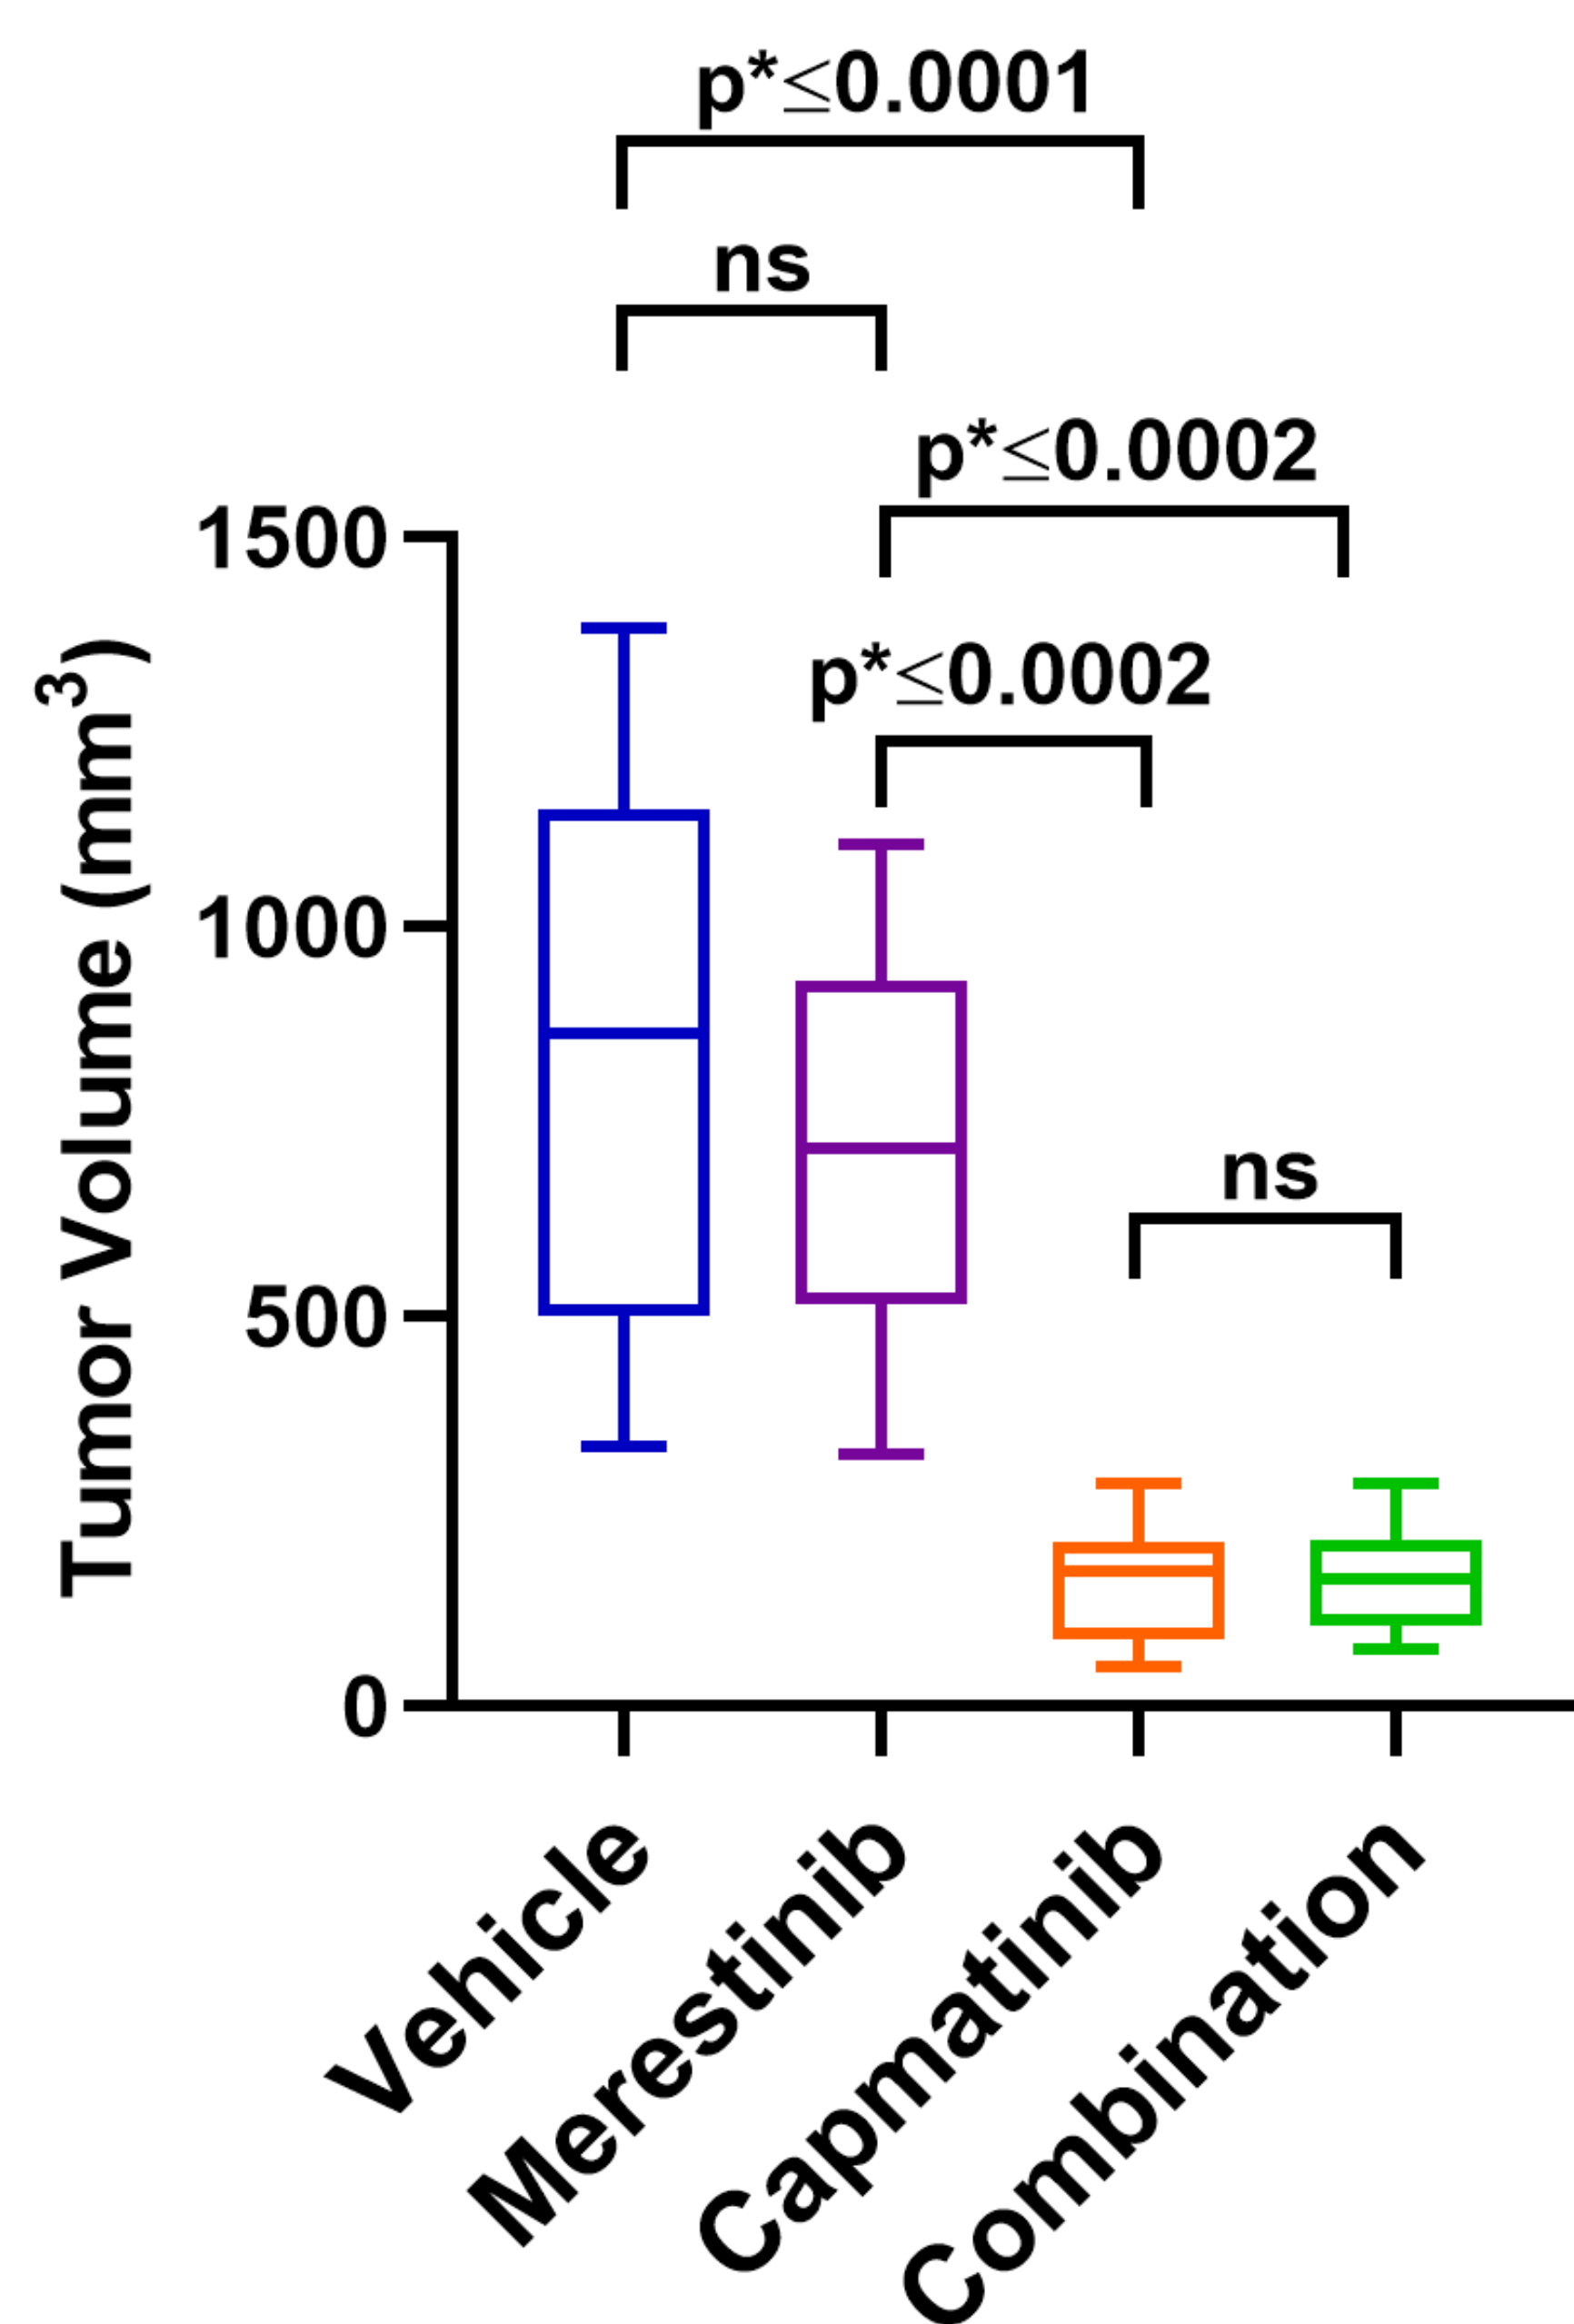 p*≤0.0001
ns
p*≤0.0002
1500
p*≤0.0002
Tumor Volume (mm³)
1000
ns
500
0
Vehicle
Merestinib
Capmatinib
Combination